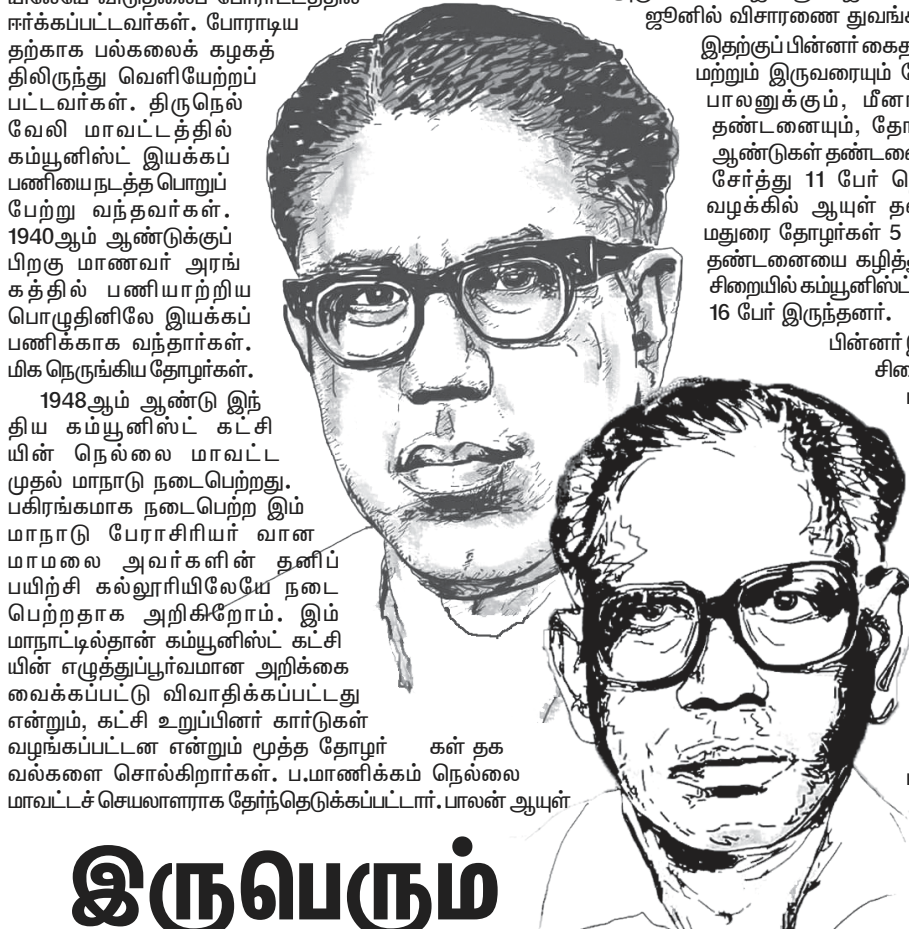 ஈர்க்கப்பட்டவர்கள். போராடிய
தற்காக பல்கலைக் கழகத்
திலிருந்து வெளியேற்றப்
பட்டவர்கள். திருநெல்
வேலி மாவட்டத்தில்
கம்யூனிஸ்ட் இயக்கப்
பணியைநடத்த பொறுப்
பேற்று வந்தவர்கள்.
1940ஆம் ஆண்டுக்குப்
பிறகு மாணவர் அரங்
கத்தில் பணியாற்றிய
பொழுதினிலே இயக்கப்
பணிக்காக வந்தார்கள்.
மிக நெருங்கிய தோழர்கள்.
1948ஆம் ஆண்டு இந்
திய கம்யூனிஸ்ட் கட்சி
யின் நெல்லை மாவட்ட
முதல் மாநாடு நடைபெற்றது.
பகிரங்கமாக நடைபெற்ற இம்
மாநாடு பேராசிரியர் வான
மாமலை அவர்களின் தனிப்
பயிற்சி கல்லூரியிலேயே நடை
பெற்றதாக அறிகிறோம். இம்
மாநாட்டில்தான் கம்யூனிஸ்ட் கட்சி
யின் எழுத்துப்பூர்வமான அறிக்கை
வைக்கப்பட்டு விவாதிக்கப்பட்டது
என்றும், கட்சி உறுப்பினர் கார்டுகள்
வழங்கப்பட்டன என்றும் மூத்த தோழர் கள் தக
வல்களை சொல்கிறார்கள். ப.மாணிக்கம் நெல்லை
மாவட்டச் செயலாளராக தேர்ந்தெடுக்கப்பட்டார். பாலன் ஆயுள்
ஜூனில் விசாரணை
இதற்குப் பின்னர்
மற்றும் இருவரையும்
பாலனுக்கும்,
தண்டனையும்,
ஆண்டுகள்
சேர்த்து 11 பேர்
வழக்கில் ஆயுள்
மதுரை தோழர்கள் 5
தண்டனையை
சிறையில் கம்யூனிஸ்ட்
16 பேர் இருந்தனர்.
பின்னர்
இருபெரும்